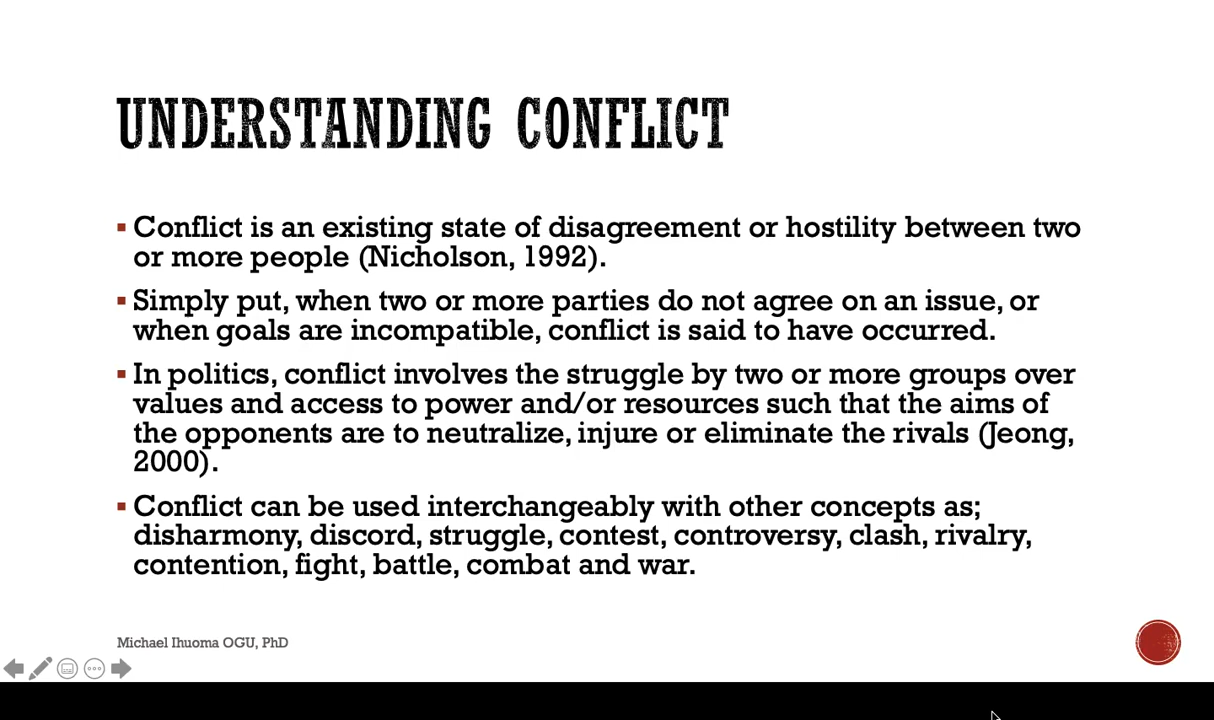 UNDERSTANDING CONFLICT
▪ Conflict is an existing state of disagreement or hostility between two
or more people (Nicholson, 1992).
▪ Simply put, when two or more parties do not agree on an issue, or
when goals are incompatible, conflict is said to have occurred.
▪ In politics, conflict involves the struggle by two or more groups over
values and access to power and/or resources such that the aims of
the opponents are to neutralize, injure or eliminate the rivals (Jeong,
2000).
▪ Conflict can be used interchangeably with other concepts as;
disharmony, discord, struggle, contest, controversy, clash, rivalry,
contention, fight, battle, combat and war.
Michael Ihuoma OGU, PhD